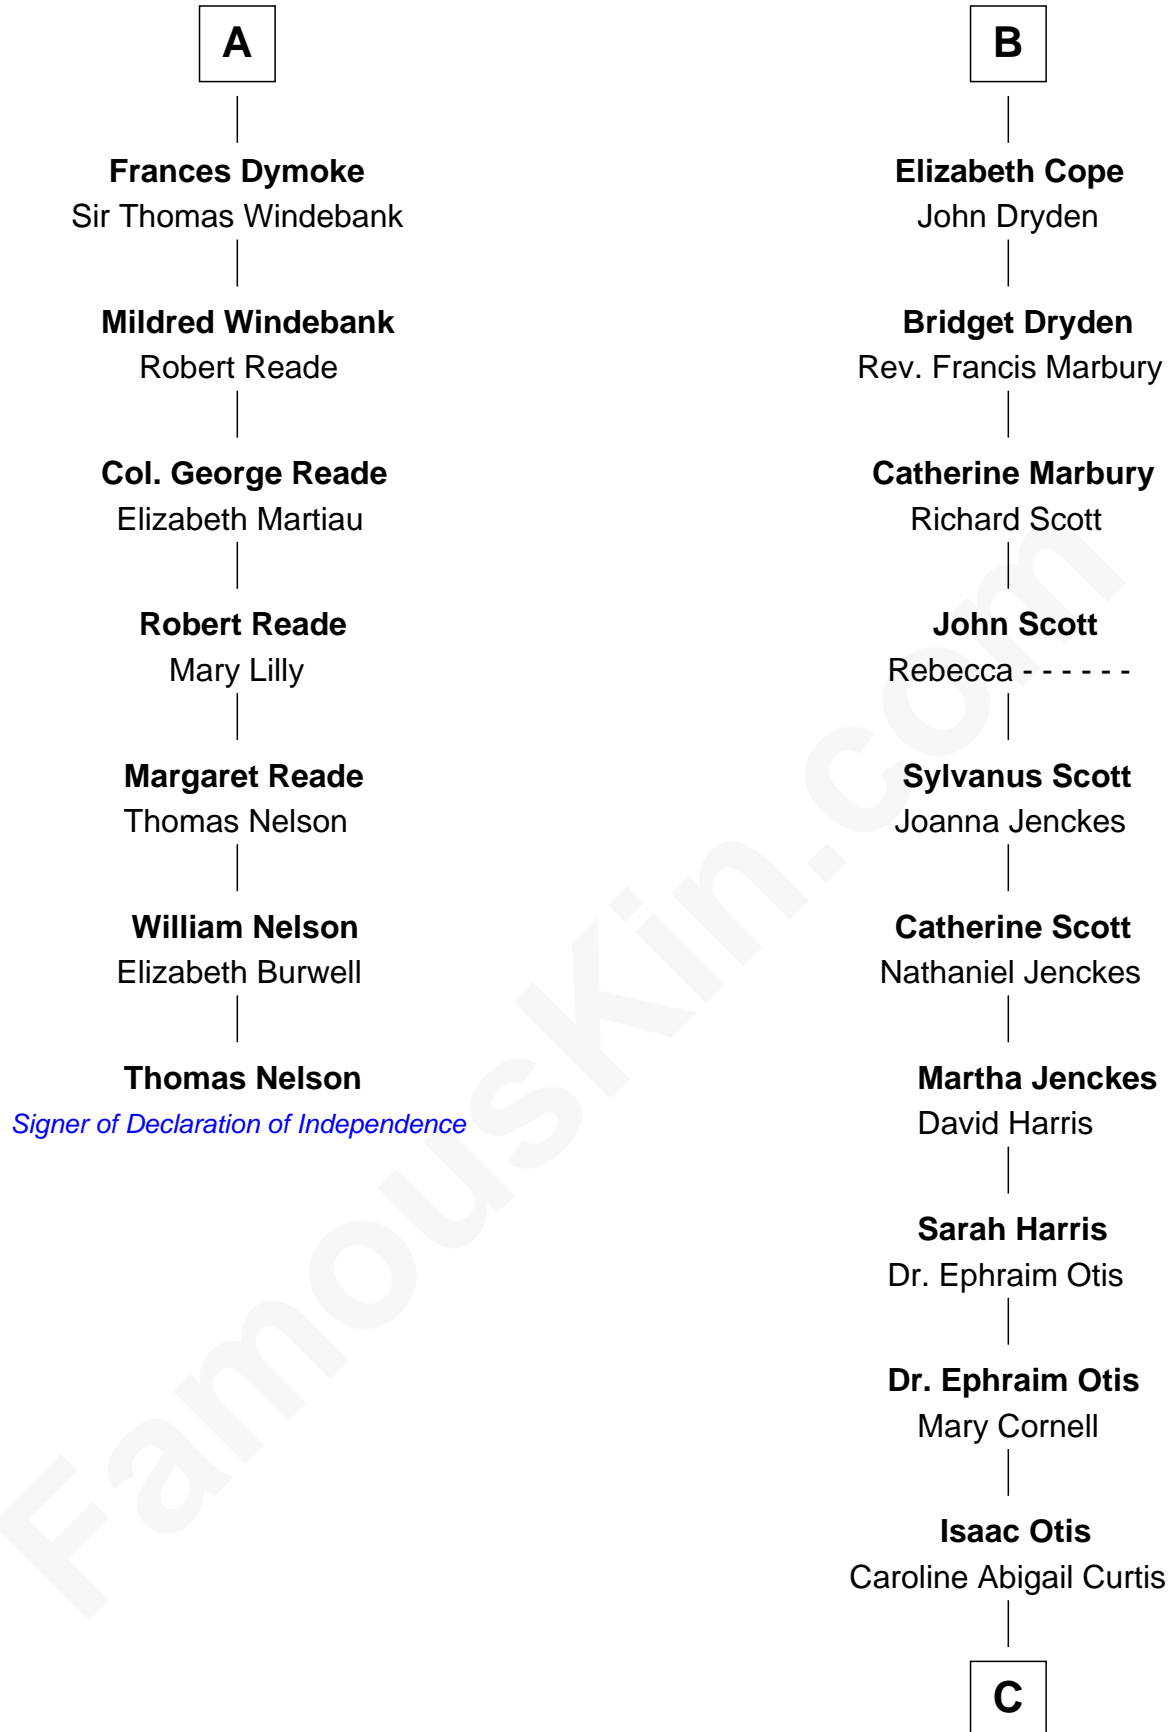 A
Frances Dymoke
Sir Thomas Windebank
Mildred Windebank
Robert Reade
Col. George Reade
Elizabeth Martiau
Robert Reade
Mary Lilly
Margaret Reade
Thomas Nelson
William Nelson
Elizabeth Burwell
Thomas Nelson
Signer of Declaration of Independence
B
Elizabeth Cope
John Dryden
Bridget Dryden
Rev. Francis Marbury
Catherine Marbury
Richard Scott
John Scott
Rebecca - - - - - -
Sylvanus Scott
Joanna Jenckes
Catherine Scott
Nathaniel Jenckes
Martha Jenckes
David Harris
Sarah Harris
Dr. Ephraim Otis
Dr. Ephraim Otis
Mary Cornell
Isaac Otis
Caroline Abigail Curtis
C
FamousKin.com